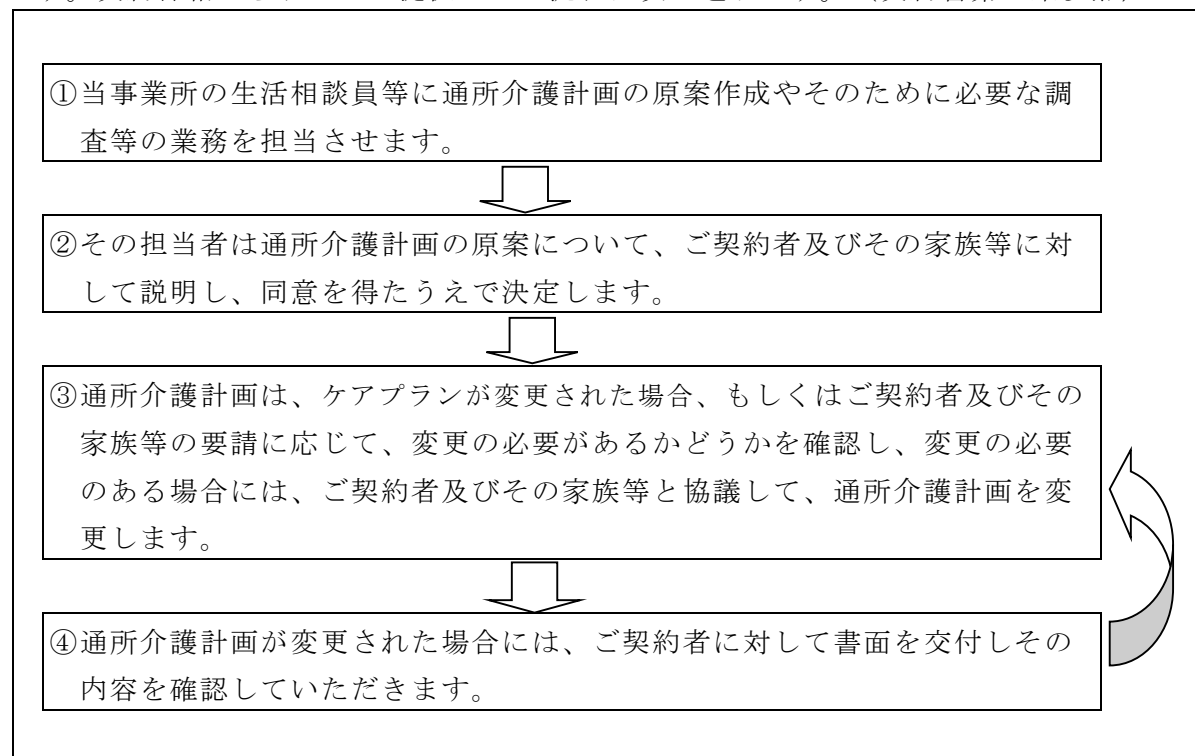 ①当事業所の生活相談員等に通所介護計画の原案作成やそのために必要な調
査等の業務を担当させます。
②その担当者は通所介護計画の原案について、ご契約者及びその家族等に対
して説明し、同意を得たうえで決定します。
③通所介護計画は、ケアプランが変更された場合、もしくはご契約者及びその
家族等の要請に応じて、変更の必要があるかどうかを確認し、変更の必要
のある場合には、ご契約者及びその家族等と協議して、通所介護計画を変
更します。
④通所介護計画が変更された場合には、ご契約者に対して書面を交付しその
内容を確認していただきます。